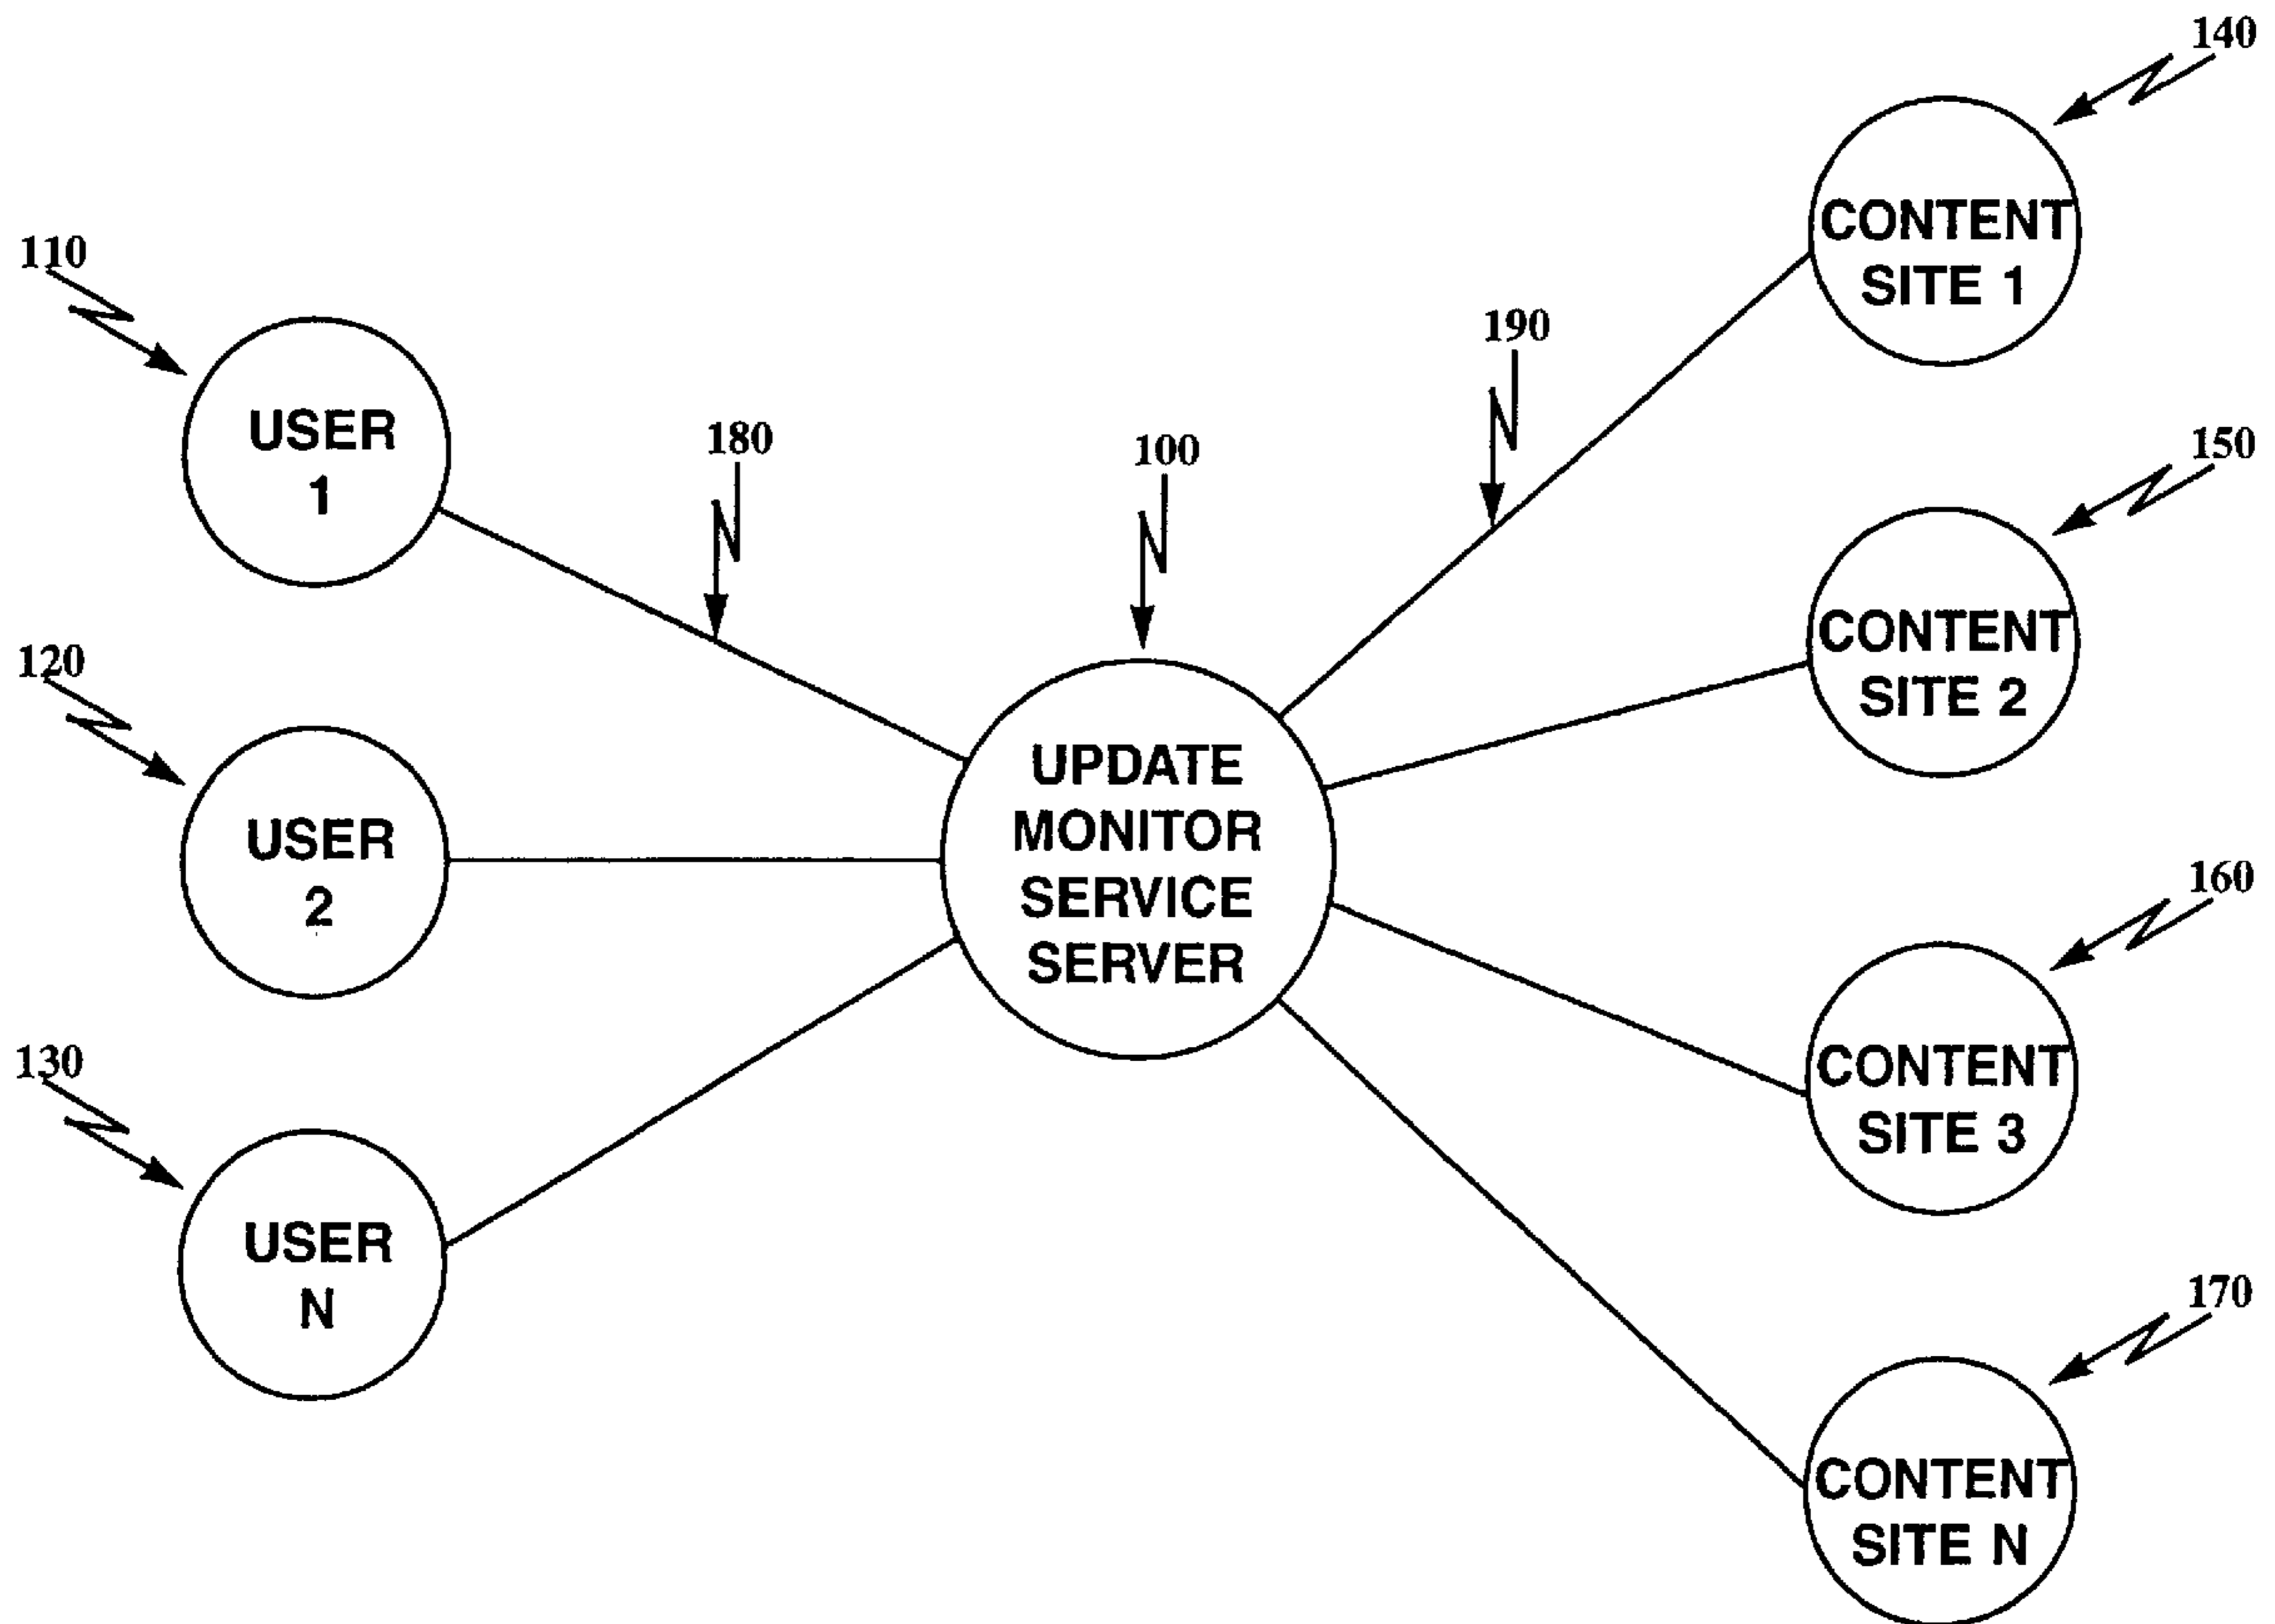 140
CONTENT
SITE 1
110
190
USER
1
180
100
150
CONTENT
SITE 2
120
UPDATE
MONITOR
SERVICE
SERVER
USER
2
160
CONTENT
SITE 3
130
USER
N
170
CONTENT
SITE N